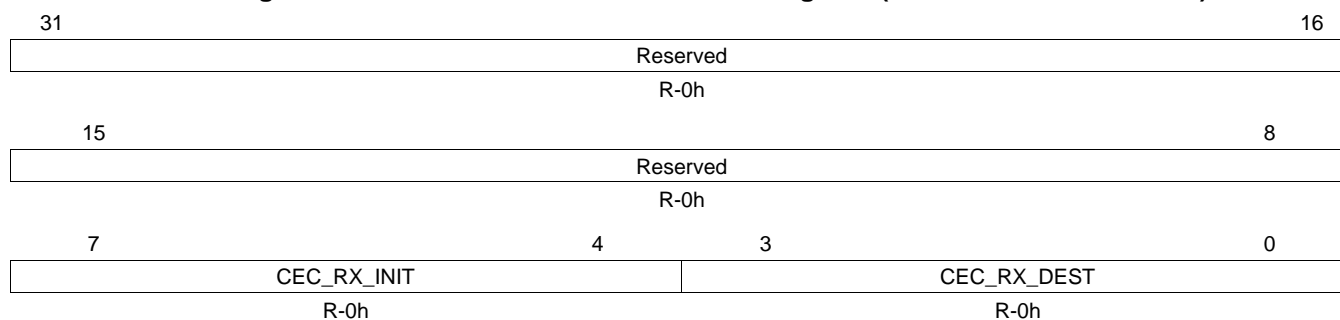 31 16
Reserved
R-0h
15 8
Reserved
R-0h
7 4 3 0
CEC_RX_INIT CEC_RX_DEST
R-0h R-0h